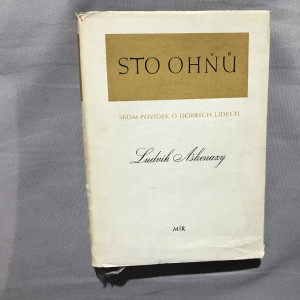 STO OHŇŮ
SEDM POVÍDEK O DOBRÝCH LIDECH
Ludvík Aškenazy
MÍR